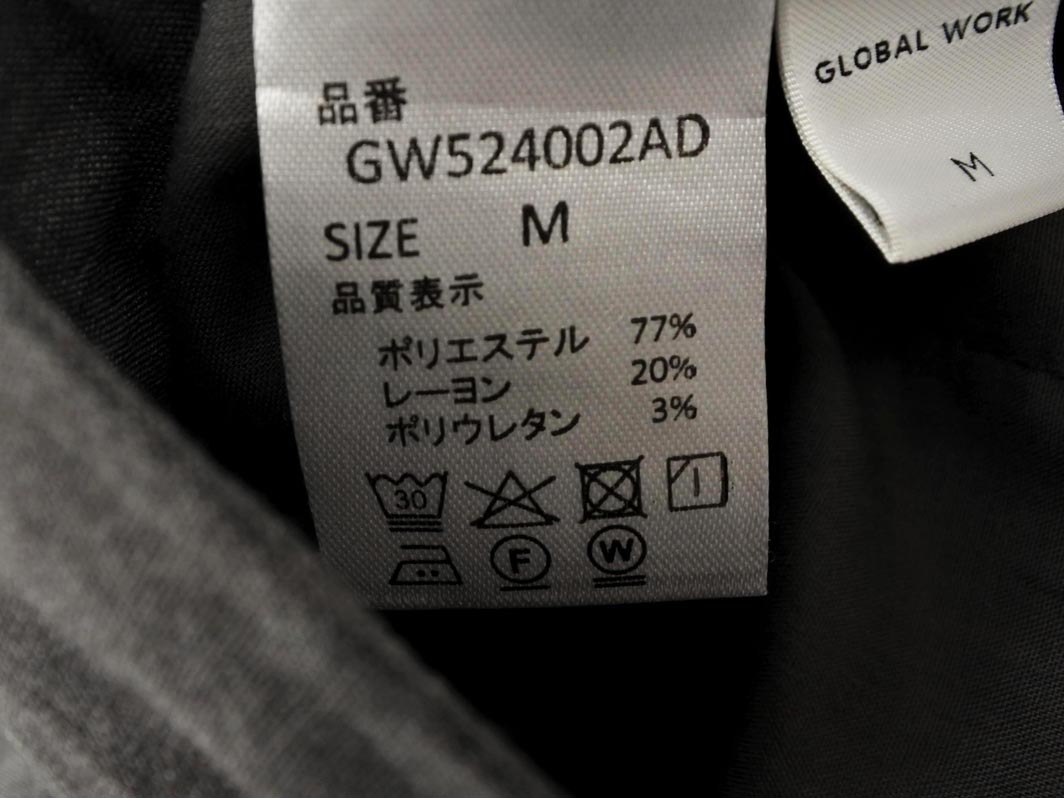 品番
GW524002AD
SIZE M
品質表示
ポリエステル 77%
レーヨン 20%
ポリウレタン 3%
30
F W
GLOBAL WORK
M